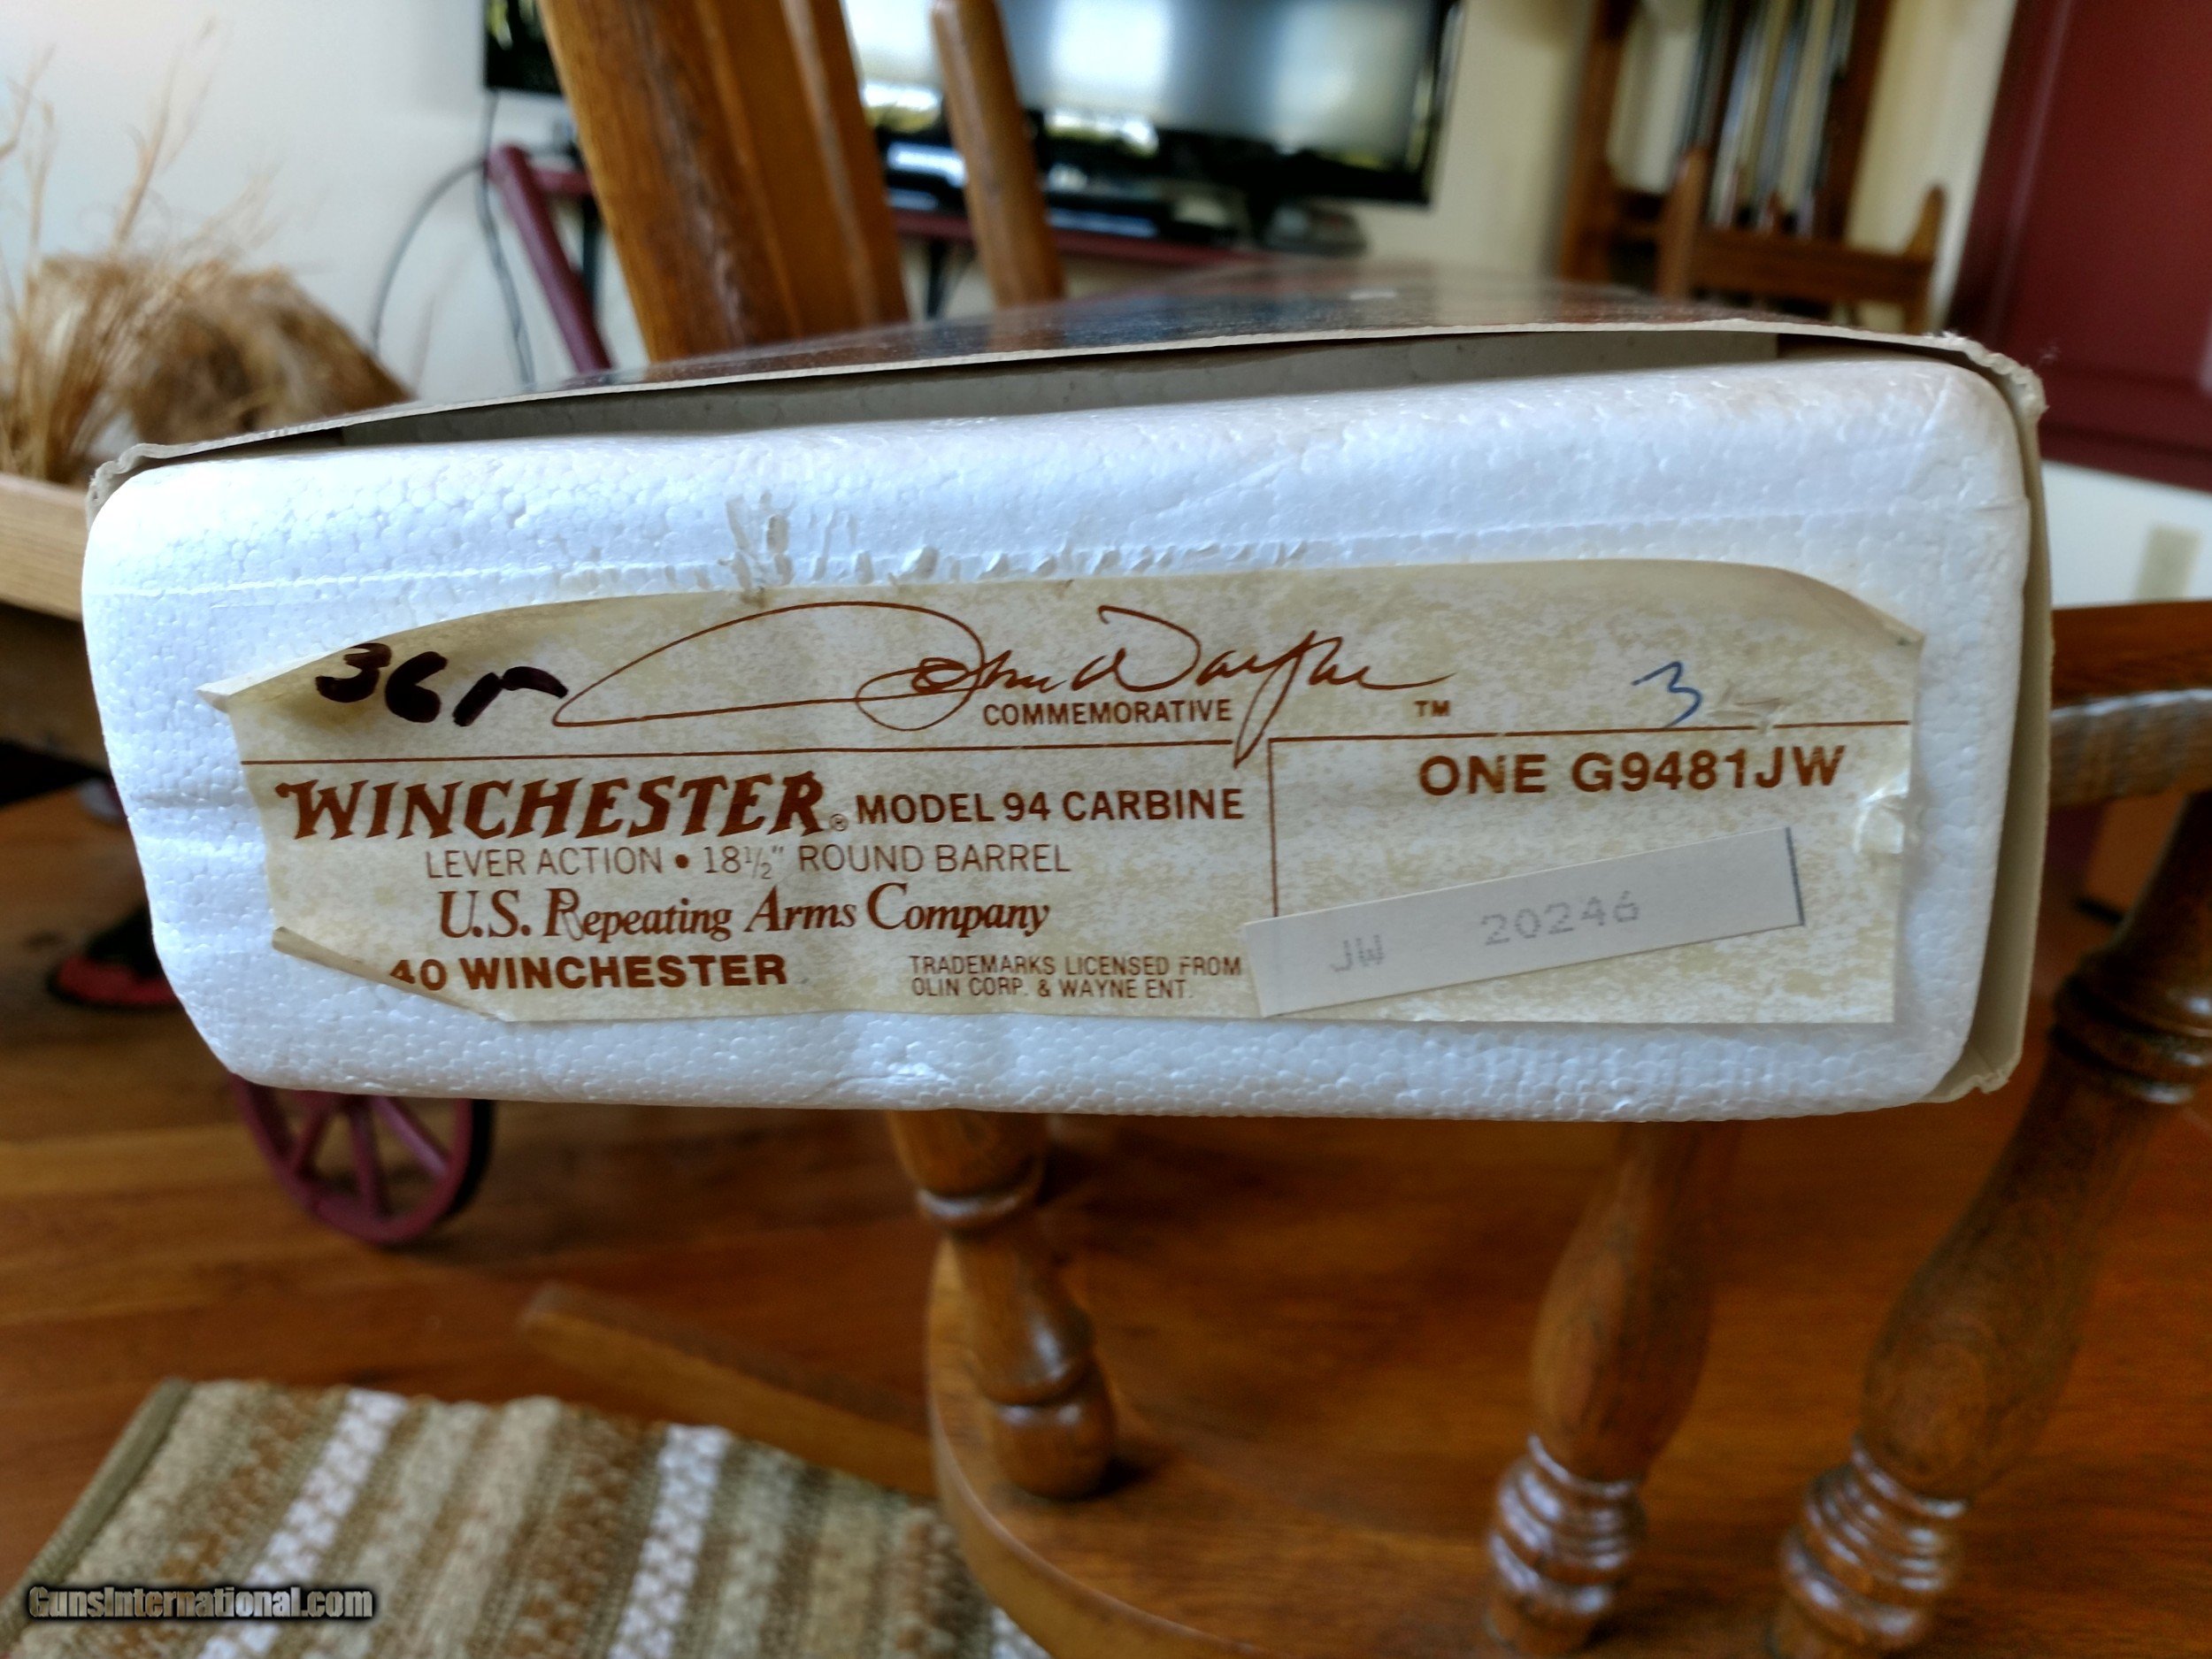 John Wayne
COMMEMORATIVE TM
3
WINCHESTER® MODEL 94 CARBINE
LEVER ACTION • 18½" ROUND BARREL
U.S. Repeating Arms Company
40 WINCHESTER
TRADEMARKS LICENSED FROM
OLIN CORP. & WAYNE ENT.
ONE G9481JW
JW 20246
GunsInternational.com